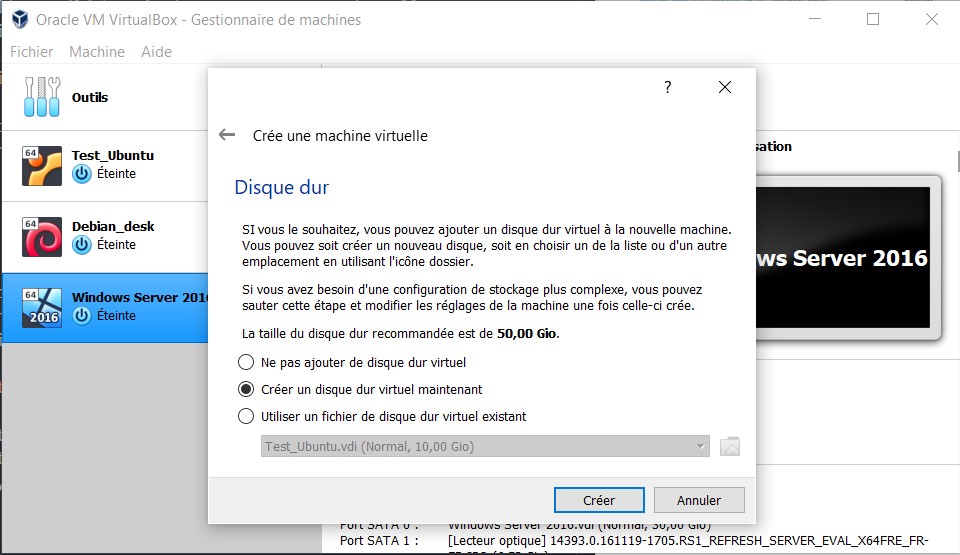 Oracle VM VirtualBox - Gestionnaire de machines
Fichier Machine Aide
Outils
64
Test_Ubuntu
Éteinte
64
Debian_desk
Éteinte
64
2016
Windows Server 2016
Éteinte
?
Crée une machine virtuelle
Disque dur
SI vous le souhaitez, vous pouvez ajouter un disque dur virtuel à la nouvelle machine.
Vous pouvez soit créer un nouveau disque, soit en choisir un de la liste ou d'un autre
emplacement en utilisant l'icône dossier.
Si vous avez besoin d'une configuration de stockage plus complexe, vous pouvez
sauter cette étape et modifier les réglages de la machine une fois celle-ci crée.
La taille du disque dur recommandée est de 50,00 Gio.
Ne pas ajouter de disque dur virtuel
Créer un disque dur virtuel maintenant
Utiliser un fichier de disque dur virtuel existant
Test_Ubuntu.vdi (Normal, 10,00 Gio)
Créer Annuler
sation
ws Server 2016
Port SATA 0 : Windows Server 2016.vdi (Normal, 50,00 Gio)
Port SATA 1 : [Lecteur optique] 14393.0.161119-1705.RS1_REFRESH_SERVER_EVAL_X64FRE_FR-